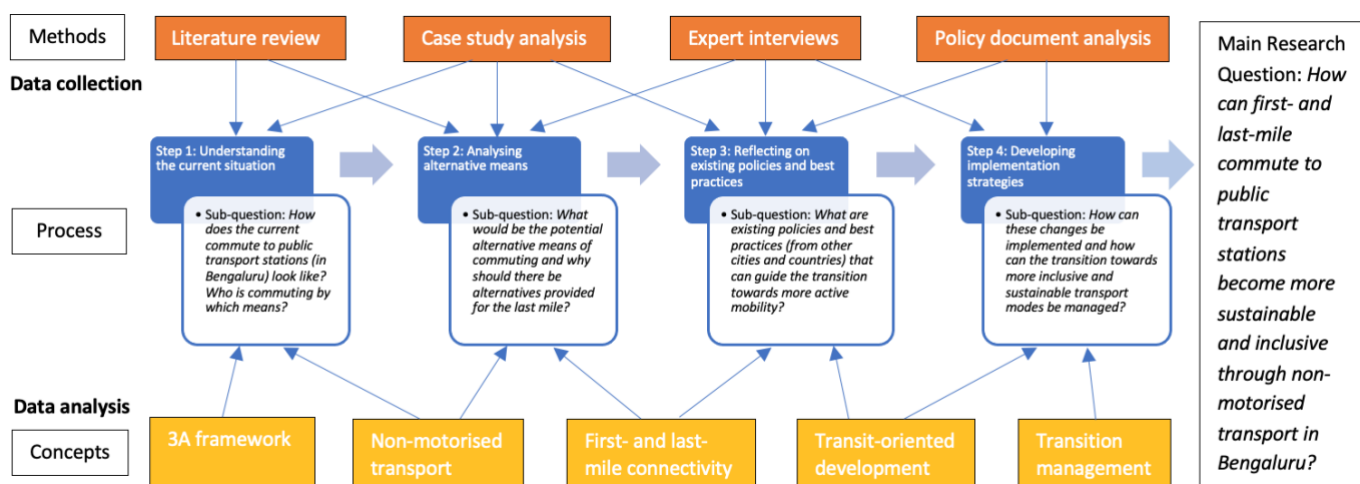 Methods
Literature review
Case study analysis
Expert interviews
Policy document analysis
Data collection
Step 1: Understanding
the current situation
Step 2: Analysing
alternative means
Step 3: Reflecting on
existing policies and best
practices
Step 4: Developing
implementation
strategies
Process
• Sub-question: How
does the current
commute to public
transport stations (in
Bengaluru) look like?
Who is commuting by
which means?
• Sub-question: What
would be the potential
alternative means of
commuting and why
should there be
alternatives provided
for the last mile?
• Sub-question: What are
existing policies and best
practices (from other
cities and countries) that
can guide the transition
towards more active
mobility?
• Sub-question: How can
these changes be
implemented and how
can the transition towards
more inclusive and
sustainable transport
modes be managed?
Data analysis
Concepts
3A framework
Non-motorised
transport
First- and last-
mile connectivity
Transit-oriented
development
Transition
management
Main Research
Question: How
can first- and
last-mile
commute to
public
transport
stations
become more
sustainable
and inclusive
through non-
motorised
transport in
Bengaluru?